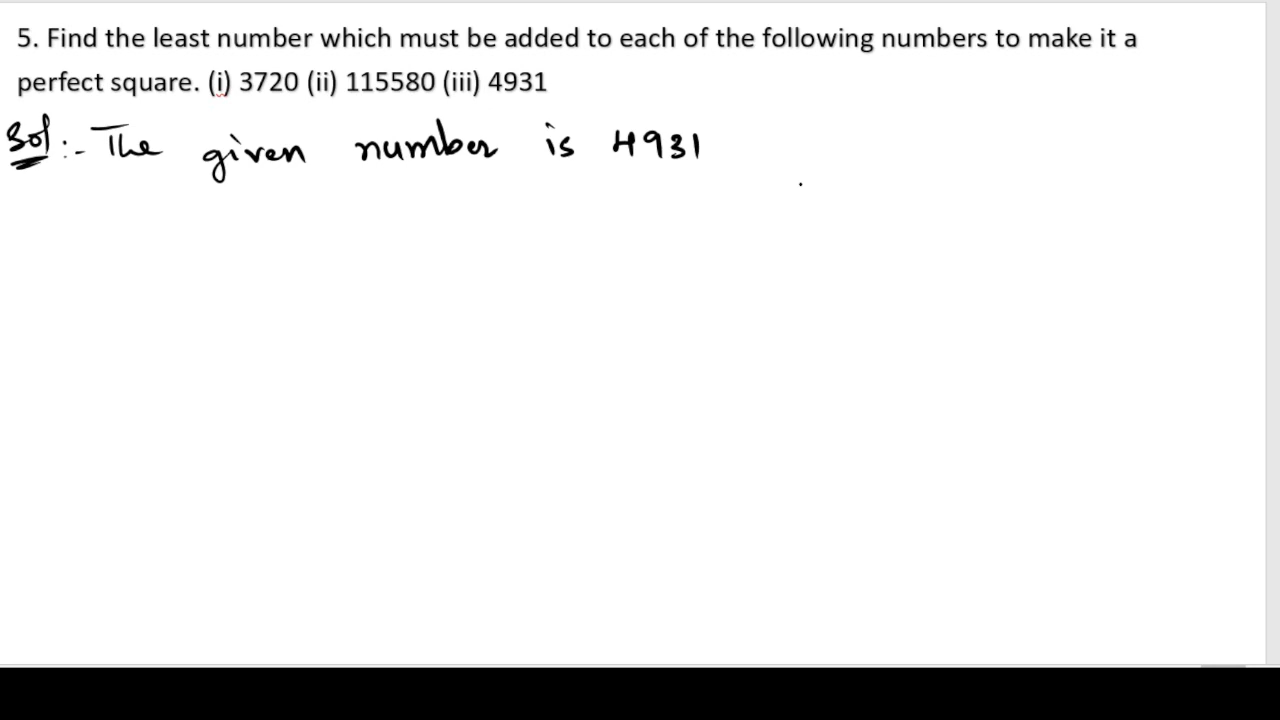 5. Find the least number which must be added to each of the following numbers to make it a
perfect square. (i) 3720 (ii) 115580 (iii) 4931
Sol:- The given number is 4931